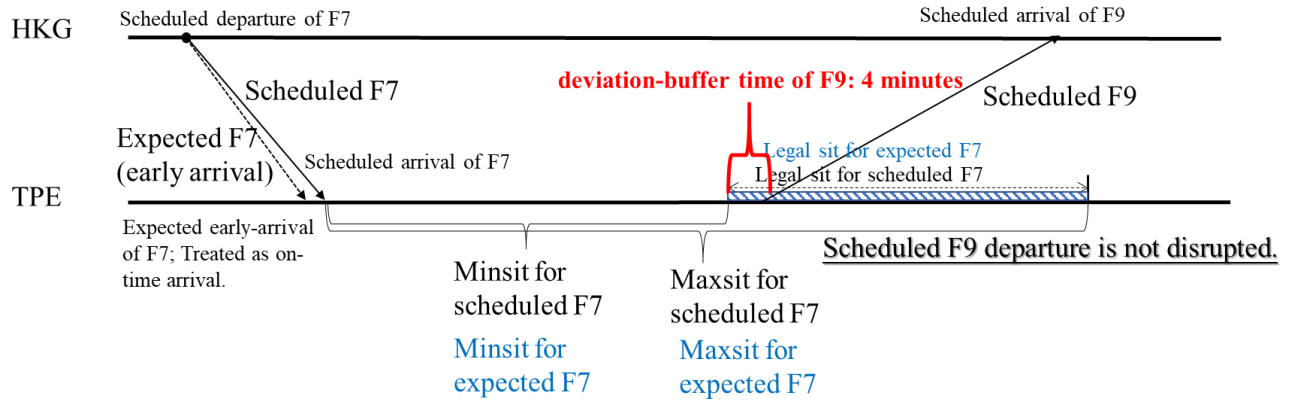 Scheduled departure of F7
Scheduled arrival of F9
HKG
deviation-buffer time of F9: 4 minutes
Scheduled F7
Scheduled F9
Expected F7
(early arrival)
Scheduled arrival of F7
Legal sit for expected F7
Legal sit for scheduled F7
TPE
Expected early-arrival
of F7; Treated as on-
time arrival.
Scheduled F9 departure is not disrupted.
Minsit for
scheduled F7
Minsit for
expected F7
Maxsit for
scheduled F7
Maxsit for
expected F7